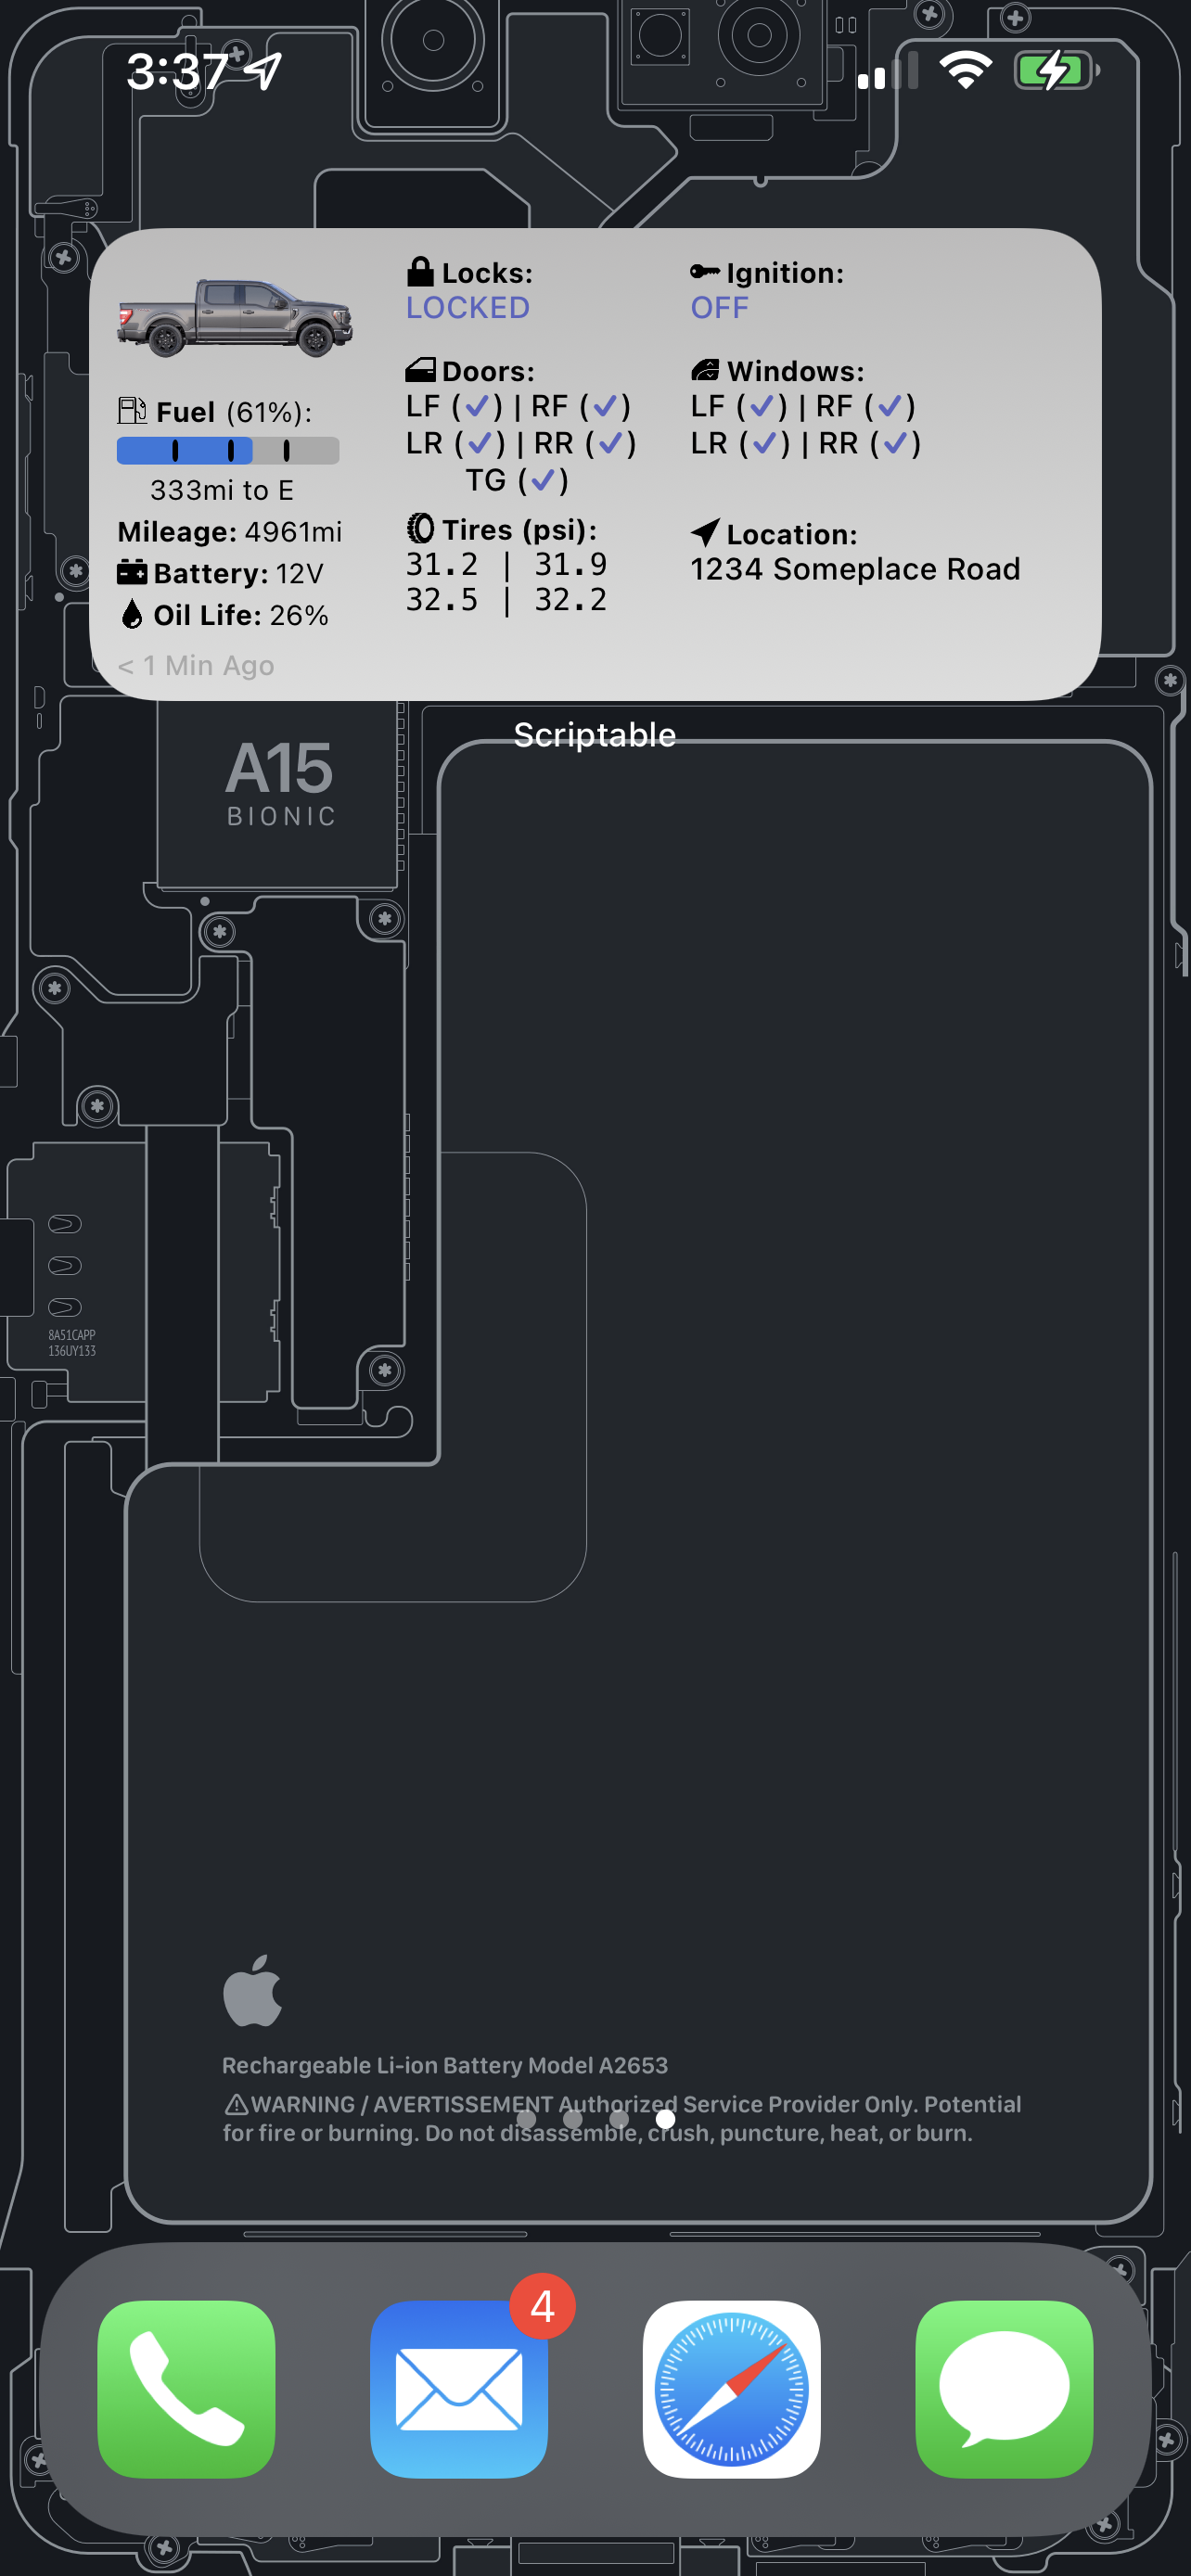 3:37
Locks:
LOCKED
Ignition:
OFF
Fuel (61%):
333mi to E
Mileage: 4961mi
Battery: 12V
Oil Life: 26%
< 1 Min Ago
Doors:
LF (✓) | RF (✓)
LR (✓) | RR (✓)
TG (✓)
Windows:
LF (✓) | RF (✓)
LR (✓) | RR (✓)
Tires (psi):
31.2 | 31.9
32.5 | 32.2
Location:
1234 Someplace Road
Scriptable
A15
BIONIC
8A51CAPP
136UY133
Rechargeable Li-ion Battery Model A2653
⚠WARNING / AVERTISSEMENT Authorized Service Provider Only. Potential
for fire or burning. Do not disassemble, crush, puncture, heat, or burn.
4